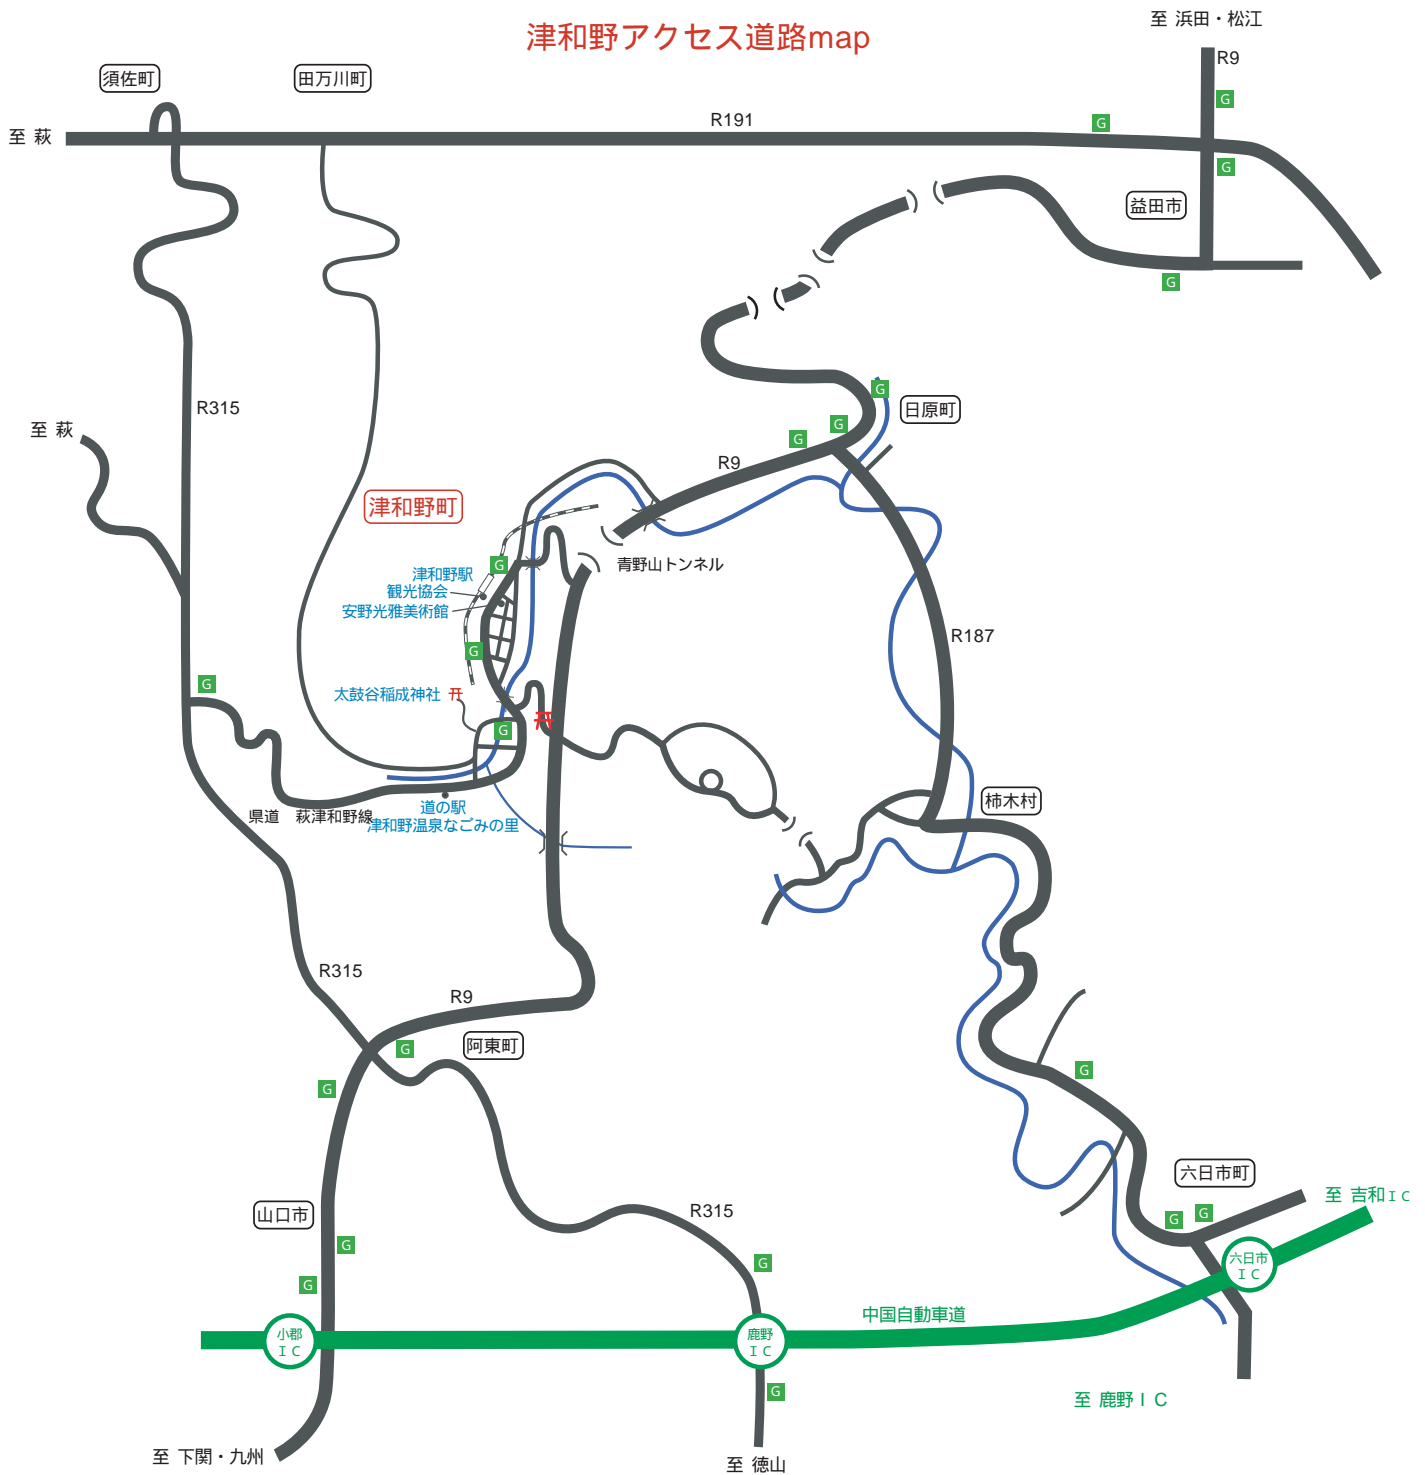 津和野アクセス道路map
至 浜田・松江
R9
G
須佐町
田万川町
至 萩
R191
G
G
益田市
G
R315
G
日原町
至 萩
G
G
R9
津和野町
G
青野山トンネル
津和野駅
観光協会
安野光雅美術館
G
R187
G
太鼓谷稲成神社
G
県道 萩津和野線
道の駅
津和野温泉なごみの里
柿木村
R315
R9
G
阿東町
G
G
六日市町
至 吉和IC
山口市
R315
G
G
G
G
G
六日市
IC
中国自動車道
小郡
IC
鹿野
IC
G
至 鹿野IC
至 下関・九州
至 徳山